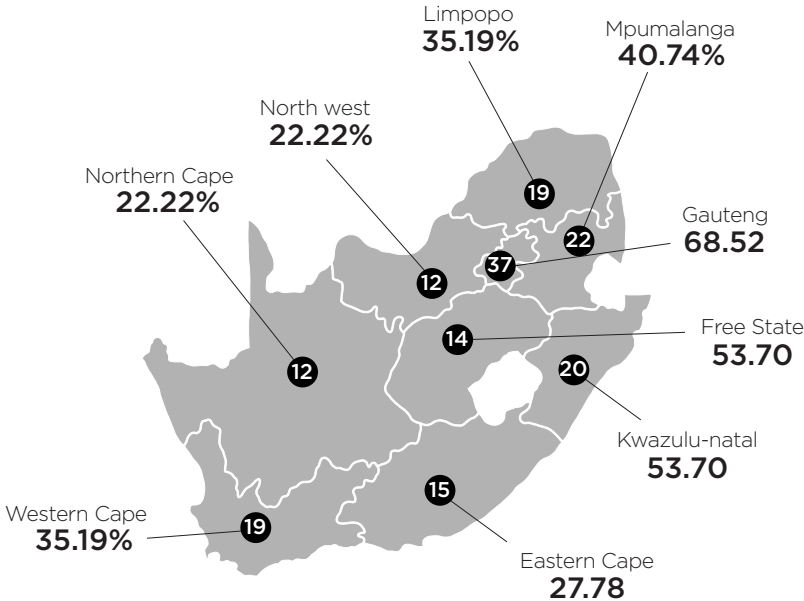 Limpopo
35.19%
Mpumalanga
40.74%
North west
22.22%
Northern Cape
22.22%
Gauteng
68.52
Free State
53.70
Kwazulu-natal
53.70
Western Cape
35.19%
Eastern Cape
27.78
19
22
37
12
14
12
20
15
19